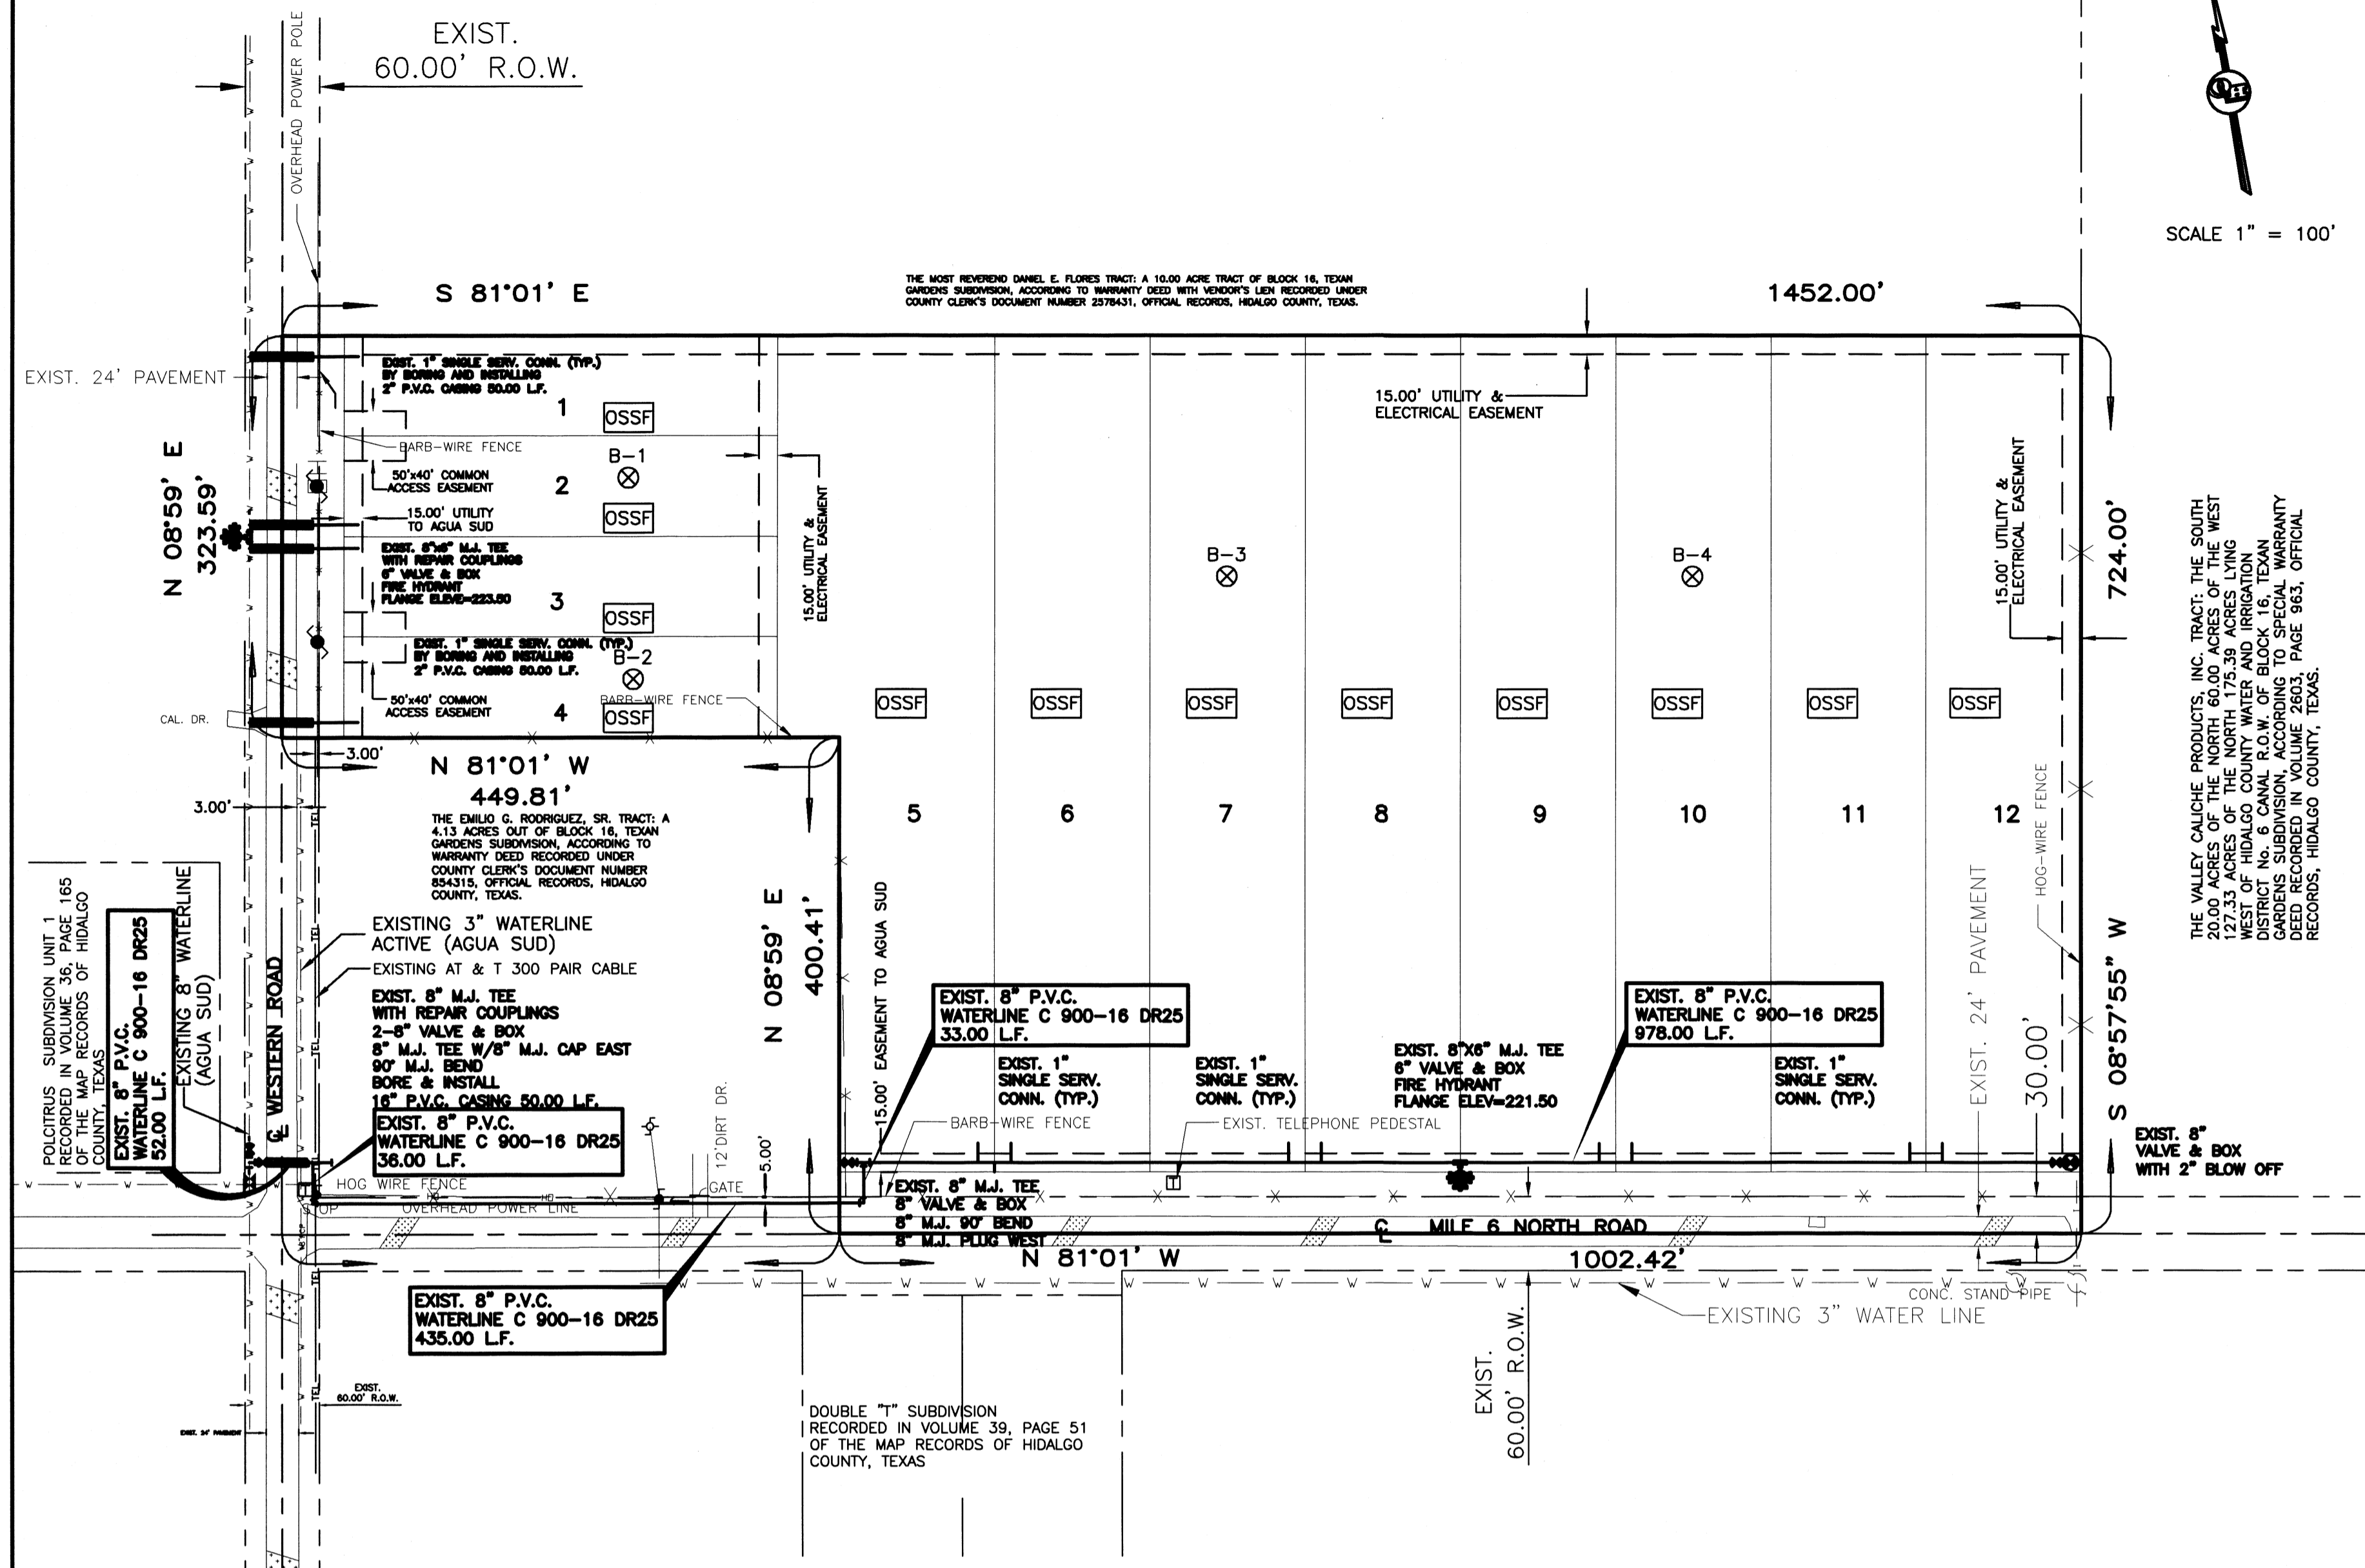 EXIST.
60.00' R.O.W.
OVERHEAD POWER POLE
SCALE 1" = 100'
S 81°01' E
THE MOST REVEREND DANIEL E. FLORES TRACT: A 10.00 ACRE TRACT OF BLOCK 16, TEXAN
GARDENS SUBDIVISION, ACCORDING TO WARRANTY DEED WITH VENDOR'S LIEN RECORDED UNDER
COUNTY CLERK'S DOCUMENT NUMBER 2578431, OFFICIAL RECORDS, HIDALGO COUNTY, TEXAS.
1452.00'
EXIST. 24' PAVEMENT
EXIST. 1" SINGLE SERV. CONN. (TYP.)
BY BORING AND INSTALLING
2" P.V.C. CASING 50.00 L.F.
1
OSSF
BARB-WIRE FENCE
B-1
50'x40' COMMON
ACCESS EASEMENT
2
15.00' UTILITY
TO AGUA SUD
OSSF
N 08°59' E
323.59'
EXIST. 8"x6" M.J. TEE
WITH REPAIR COUPLINGS
6" VALVE & BOX
FIRE HYDRANT
FLANGE ELEVE=223.50
3
OSSF
EXIST. 1" SINGLE SERV. CONN. (TYP.)
BY BORING AND INSTALLING
2" P.V.C. CASING 50.00 L.F.
B-2
50'x40' COMMON
ACCESS EASEMENT
4
BARB-WIRE FENCE
OSSF
CAL. DR.
15.00' UTILITY &
ELECTRICAL EASEMENT
15.00' UTILITY &
ELECTRICAL EASEMENT
B-3
B-4
15.00' UTILITY &
ELECTRICAL EASEMENT
724.00'
THE VALLEY CALICHE PRODUCTS, INC. TRACT: THE SOUTH
20.00 ACRES OF THE NORTH 60.00 ACRES OF THE WEST
127.33 ACRES OF THE NORTH 175.39 ACRES LYING
WEST OF HIDALGO COUNTY WATER AND IRRIGATION
DISTRICT No. 6 CANAL R.O.W. OF BLOCK 16, TEXAN
GARDENS SUBDIVISION, ACCORDING TO SPECIAL WARRANTY
DEED RECORDED IN VOLUME 2603, PAGE 963, OFFICIAL
RECORDS, HIDALGO COUNTY, TEXAS.
OSSF
OSSF
OSSF
OSSF
OSSF
OSSF
OSSF
OSSF
3.00'
N 81°01' W
449.81'
3.00'
TEL
THE EMILIO G. RODRIGUEZ, SR. TRACT: A
4.13 ACRES OUT OF BLOCK 16, TEXAN
GARDENS SUBDIVISION, ACCORDING TO
WARRANTY DEED RECORDED UNDER
COUNTY CLERK'S DOCUMENT NUMBER
854315, OFFICIAL RECORDS, HIDALGO
COUNTY, TEXAS.
5
6
7
8
9
10
11
12
HOG-WIRE FENCE
POLCITRUS SUBDIVISION UNIT 1
RECORDED IN VOLUME 36, PAGE 165
OF THE MAP RECORDS OF HIDALGO
COUNTY, TEXAS
EXIST. 8" P.V.C.
WATERLINE C 900-16 DR25
52.00 L.F.
EXISTING 8" WATERLINE
(AGUA SUD)
WESTERN ROAD
TEL
EXISTING 3" WATERLINE
ACTIVE (AGUA SUD)
EXISTING AT & T 300 PAIR CABLE
TEL
EXIST. 8" M.J. TEE
WITH REPAIR COUPLINGS
2-8" VALVE & BOX
8" M.J. TEE W/8" M.J. CAP EAST
90° M.J. BEND
BORE & INSTALL
16" P.V.C. CASING 50.00 L.F.
EXIST. 8" P.V.C.
WATERLINE C 900-16 DR25
36.00 L.F.
N 08°59' E
400.41'
15.00' EASEMENT TO AGUA SUD
EXIST. 8" P.V.C.
WATERLINE C 900-16 DR25
33.00 L.F.
EXIST. 8" P.V.C.
WATERLINE C 900-16 DR25
978.00 L.F.
EXIST. 1"
SINGLE SERV.
CONN. (TYP.)
EXIST. 1"
SINGLE SERV.
CONN. (TYP.)
EXIST. 8"X6" M.J. TEE
6" VALVE & BOX
FIRE HYDRANT
FLANGE ELEV=221.50
EXIST. 1"
SINGLE SERV.
CONN. (TYP.)
EXIST. 24' PAVEMENT
30.00'
S 08°57'55" W
EXIST. 8"
VALVE & BOX
WITH 2" BLOW OFF
BARB-WIRE FENCE
EXIST. TELEPHONE PEDESTAL
T
12'DIRT DR.
5.00'
HOG WIRE FENCE
GATE
OVERHEAD POWER LINE
EXIST. 8" M.J. TEE
8" VALVE & BOX
8" M.J. 90° BEND
8" M.J. PLUG WEST
MILE 6 NORTH ROAD
N 81°01' W
1002.42'
TEL
EXIST. 8" P.V.C.
WATERLINE C 900-16 DR25
435.00 L.F.
CONC. STAND PIPE
EXISTING 3" WATER LINE
EXIST.
60.00' R.O.W.
TEL
EXIST.
60.00' R.O.W.
EXIST. 24' PAVEMENT
DOUBLE "T" SUBDIVISION
RECORDED IN VOLUME 39, PAGE 51
OF THE MAP RECORDS OF HIDALGO
COUNTY, TEXAS